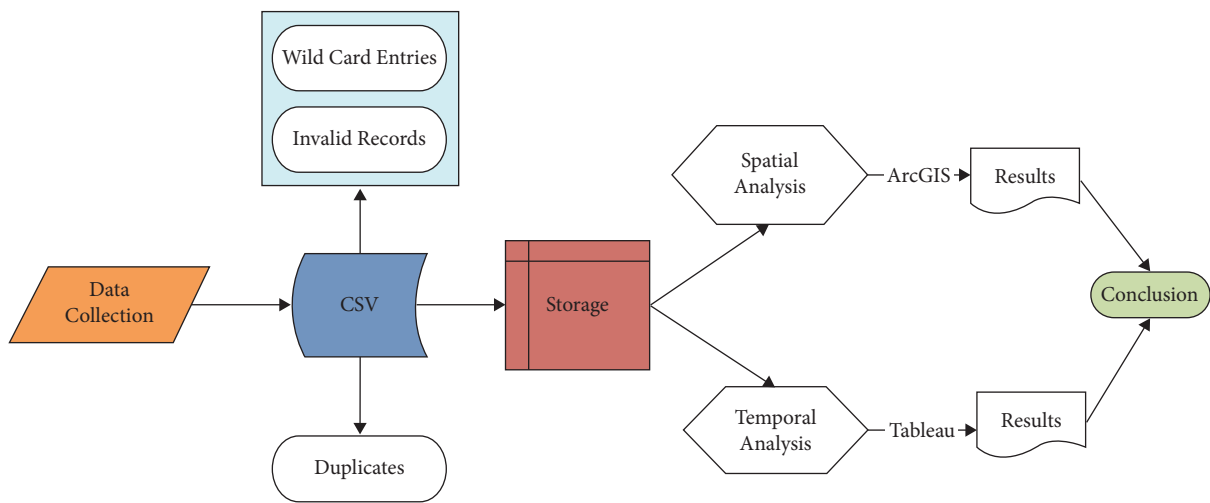 Wild Card Entries
Invalid Records
Data
Collection
CSV
Duplicates
Storage
Spatial
Analysis
ArcGIS
Results
Temporal
Analysis
Tableau
Results
Conclusion